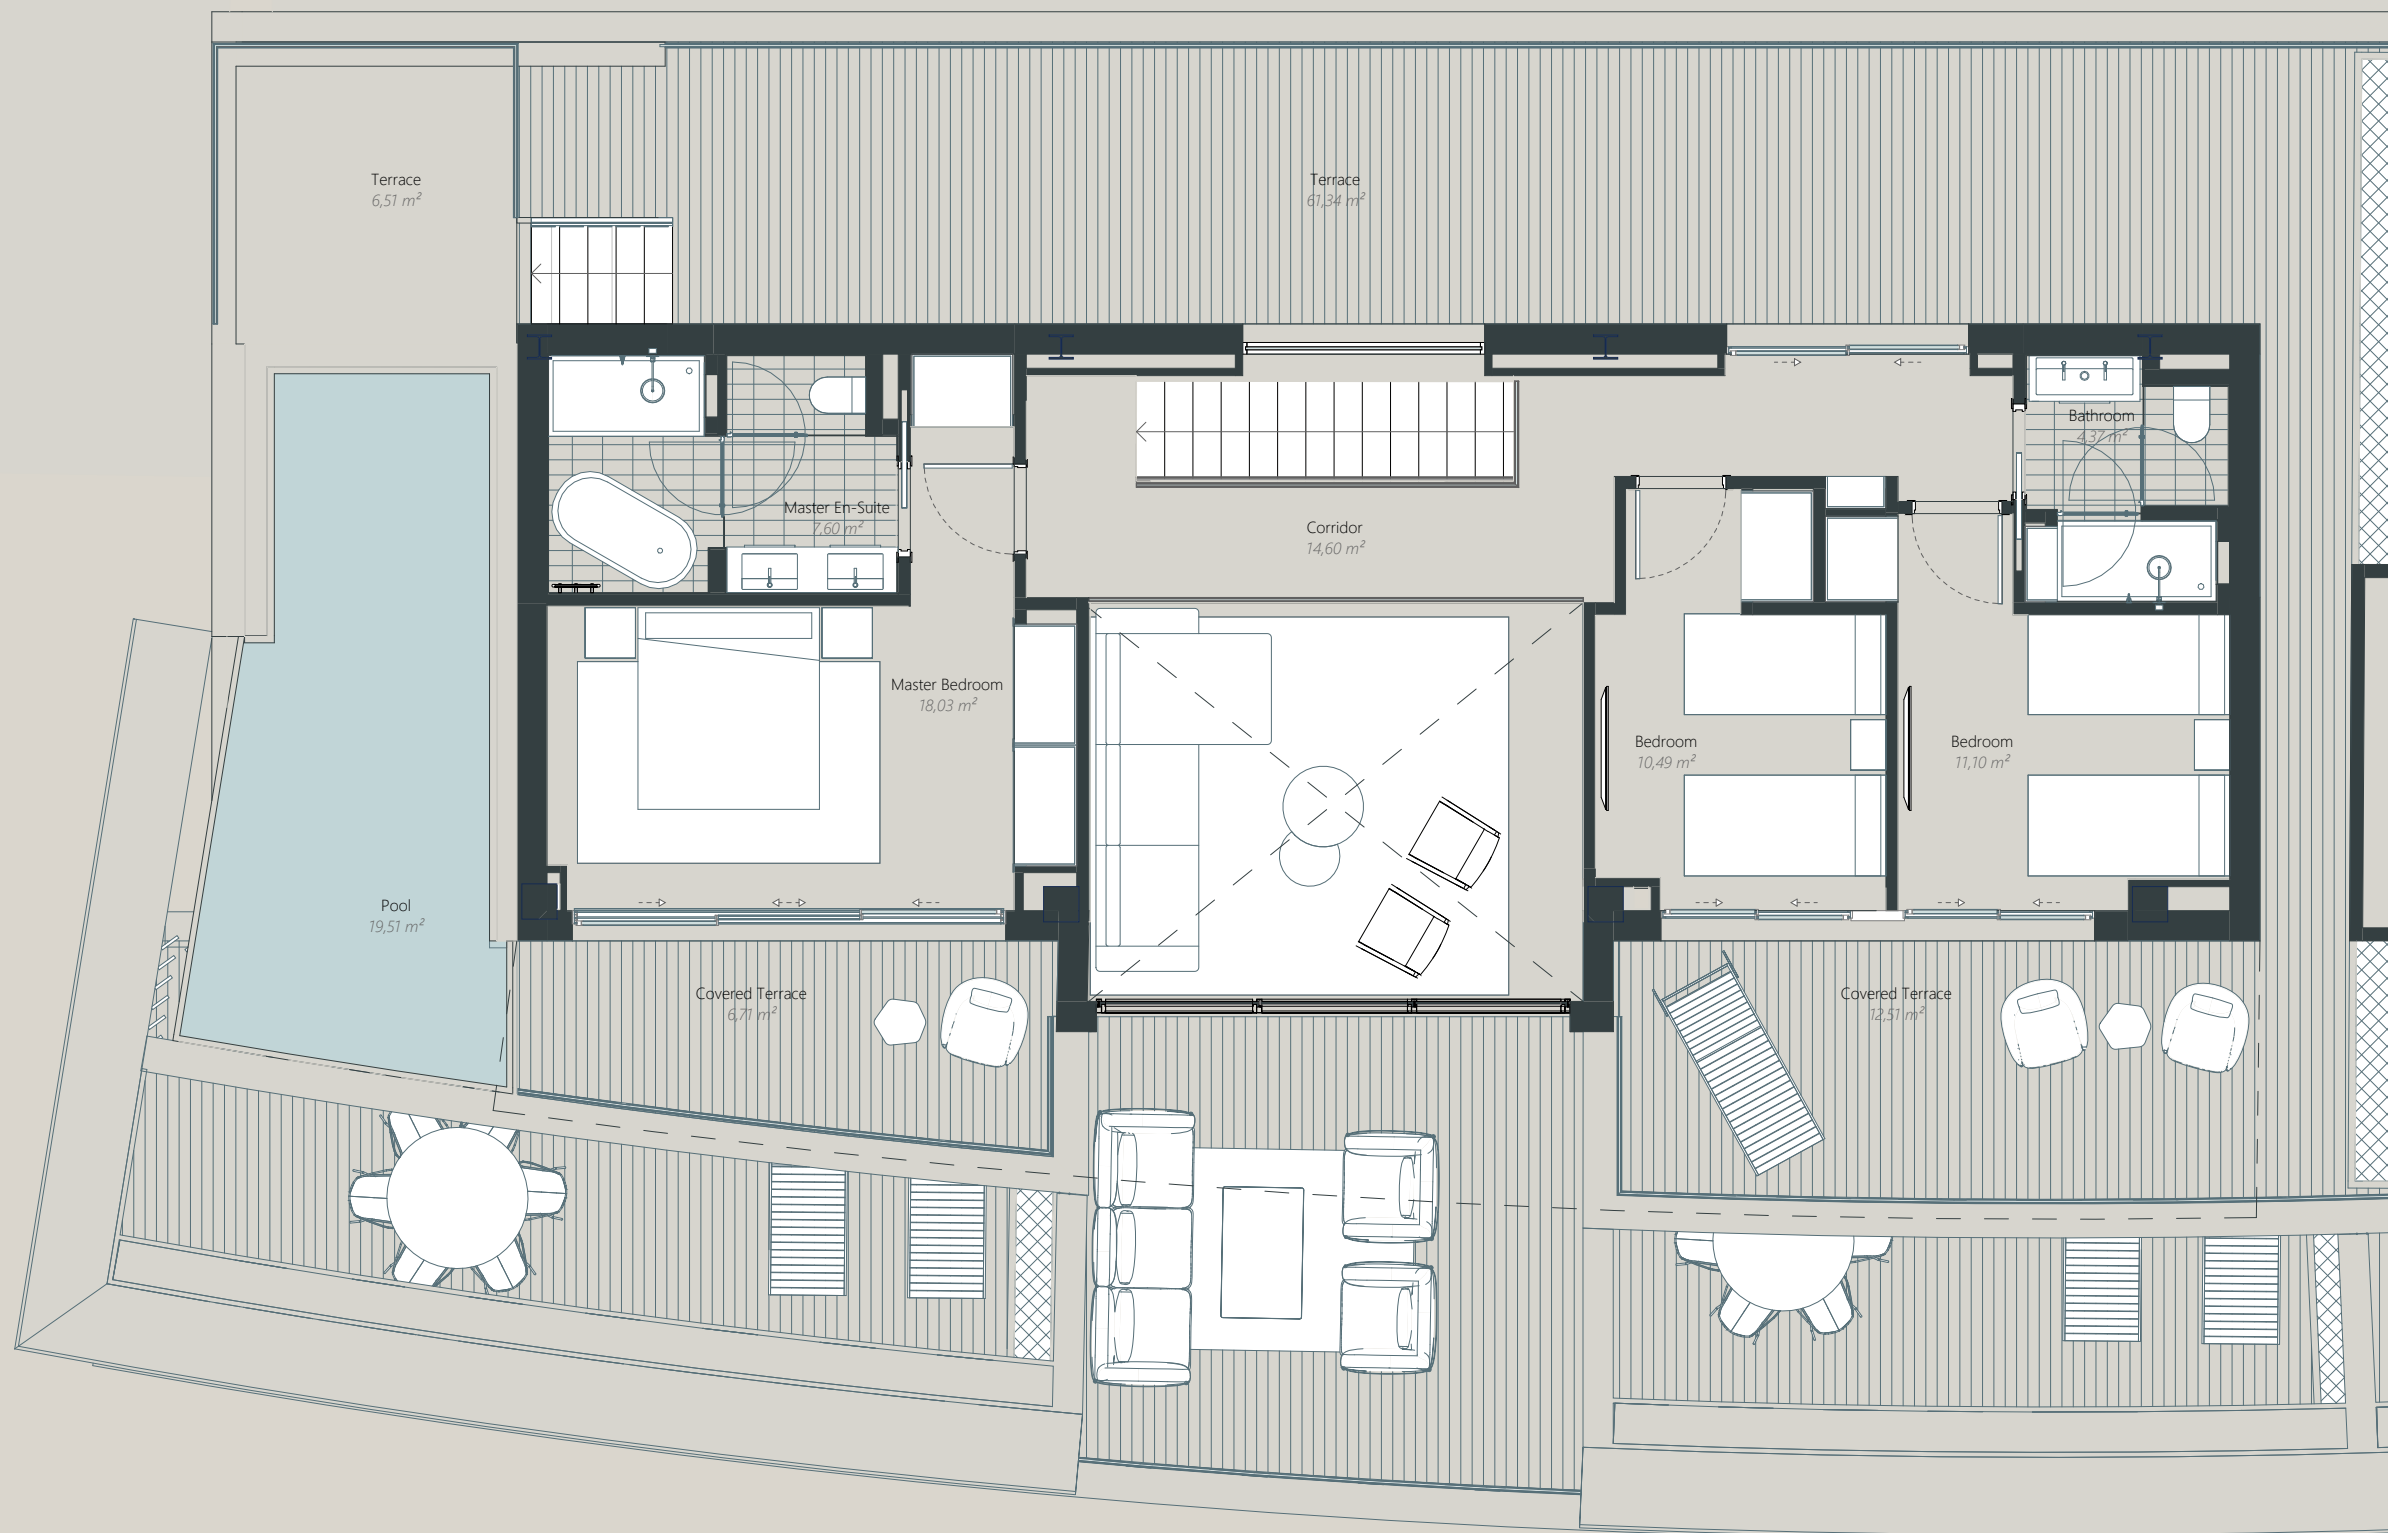 Terrace
6,51 m²
Terrace
61,34 m²
Bathroom
4,37 m²
Master En-Suite
7,60 m²
Corridor
14,60 m²
Master Bedroom
18,03 m²
Bedroom
10,49 m²
Bedroom
11,10 m²
Pool
19,51 m²
Covered Terrace
6,71 m²
Covered Terrace
12,51 m²